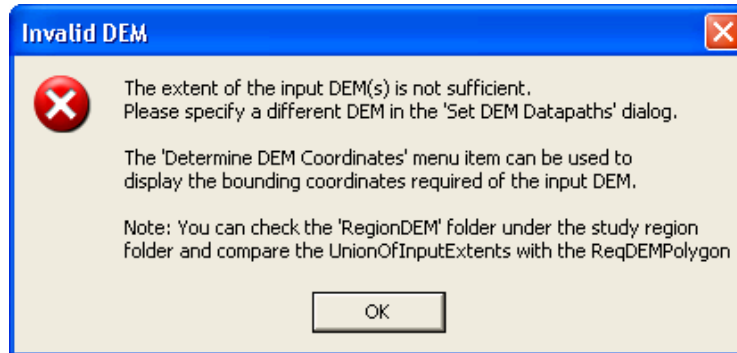 Invalid DEM
The extent of the input DEM(s) is not sufficient.
Please specify a different DEM in the 'Set DEM Datapaths' dialog.
The 'Determine DEM Coordinates' menu item can be used to
display the bounding coordinates required of the input DEM.
Note: You can check the 'RegionDEM' folder under the study region
folder and compare the UnionOfInputExtents with the ReqDEMPolygon
OK